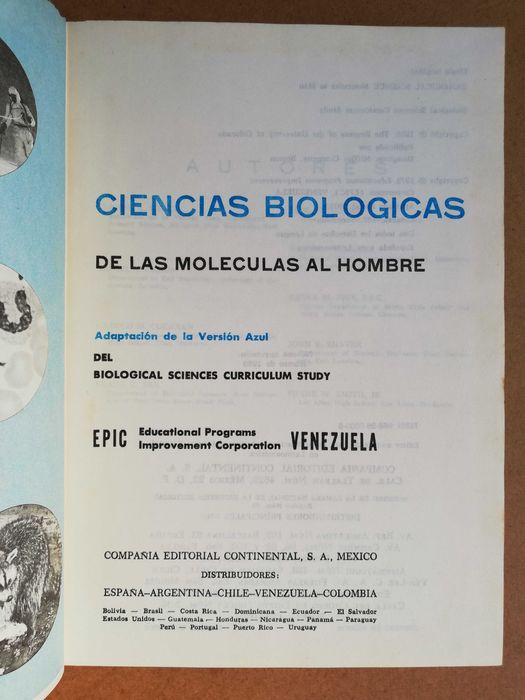 CIENCIAS BIOLOGICAS
DE LAS MOLECULAS AL HOMBRE
Adaptación de la Versión Azul
DEL
BIOLOGICAL SCIENCES CURRICULUM STUDY
EPIC Educational Programs Improvement Corporation VENEZUELA
COMPAÑIA EDITORIAL CONTINENTAL, S. A., MEXICO
DISTRIBUIDORES:
ESPAÑA–ARGENTINA–CHILE–VENEZUELA–COLOMBIA
Bolivia — Brasil — Costa Rica — Dominicana — Ecuador — El Salvador
Estados Unidos — Guatemala — Honduras — Nicaragua — Panamá — Paraguay
Perú — Portugal — Puerto Rico — Uruguay